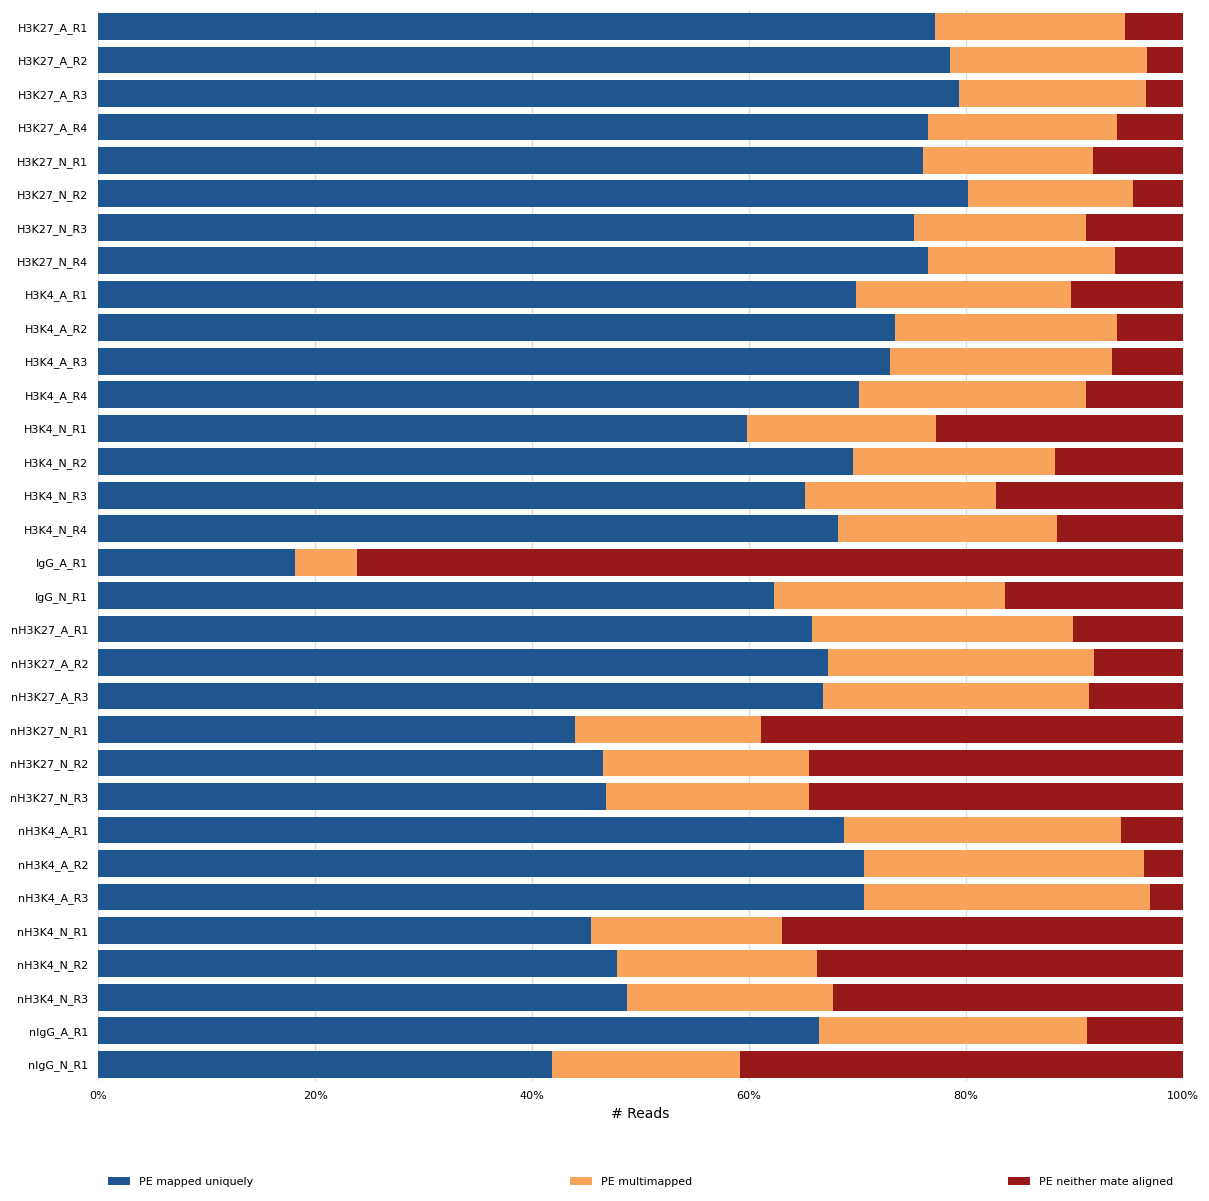 H3K27_A_R1
H3K27_A_R2
H3K27_A_R3
H3K27_A_R4
H3K27_N_R1
H3K27_N_R2
H3K27_N_R3
H3K27_N_R4
H3K4_A_R1
H3K4_A_R2
H3K4_A_R3
H3K4_A_R4
H3K4_N_R1
H3K4_N_R2
H3K4_N_R3
H3K4_N_R4
IgG_A_R1
IgG_N_R1
nH3K27_A_R1
nH3K27_A_R2
nH3K27_A_R3
nH3K27_N_R1
nH3K27_N_R2
nH3K27_N_R3
nH3K4_A_R1
nH3K4_A_R2
nH3K4_A_R3
nH3K4_N_R1
nH3K4_N_R2
nH3K4_N_R3
nIgG_A_R1
nIgG_N_R1
0% 20% 40% 60% 80% 100%
# Reads
PE mapped uniquely PE multimapped PE neither mate aligned